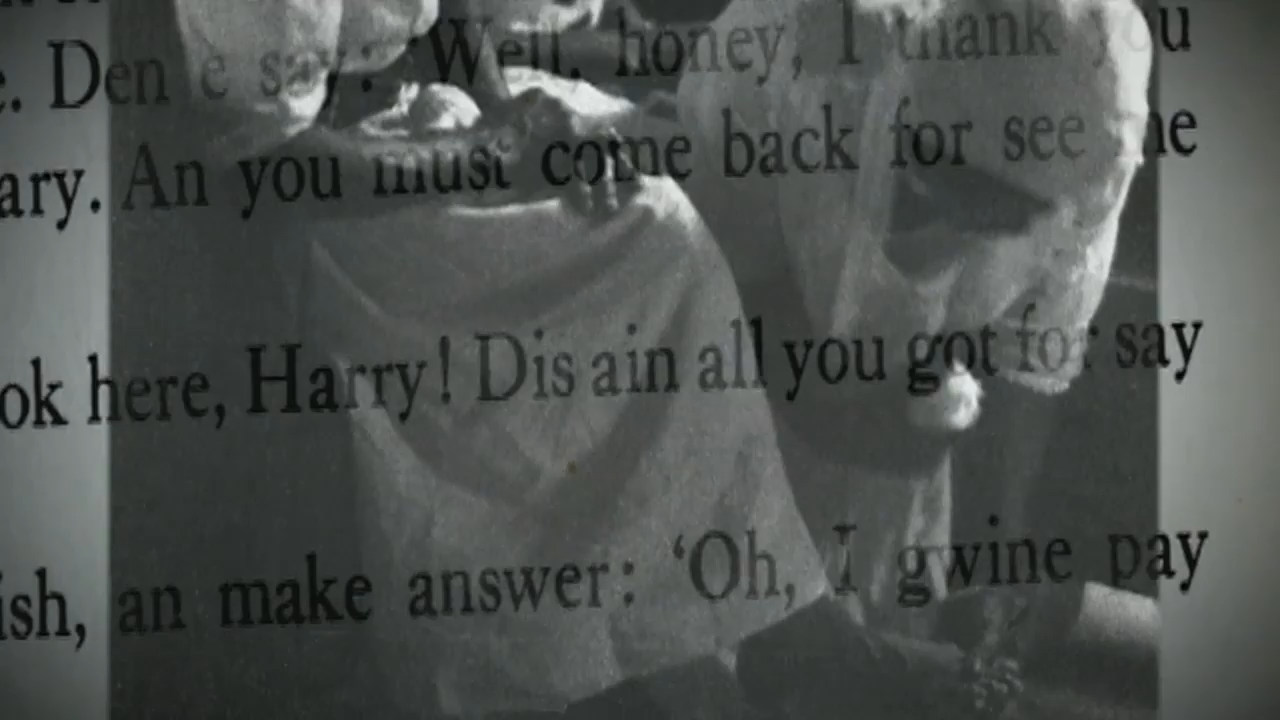 e. Den e say: 'Well, honey, I thank you
ary. An you must come back for see me
ok here, Harry! Dis ain all you got for say
ish, an make answer: 'Oh, I gwine pay